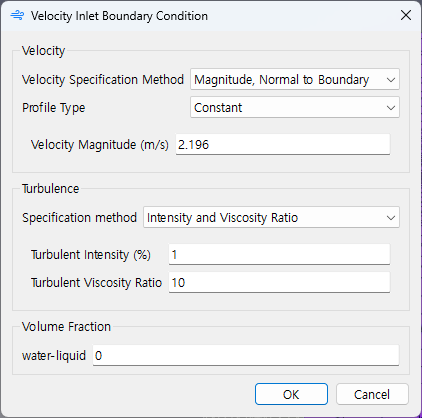 Velocity Inlet Boundary Condition
Velocity
Velocity Specification Method Magnitude, Normal to Boundary
Profile Type Constant
Velocity Magnitude (m/s) 2.196
Turbulence
Specification method Intensity and Viscosity Ratio
Turbulent Intensity (%) 1
Turbulent Viscosity Ratio 10
Volume Fraction
water-liquid 0
OK Cancel